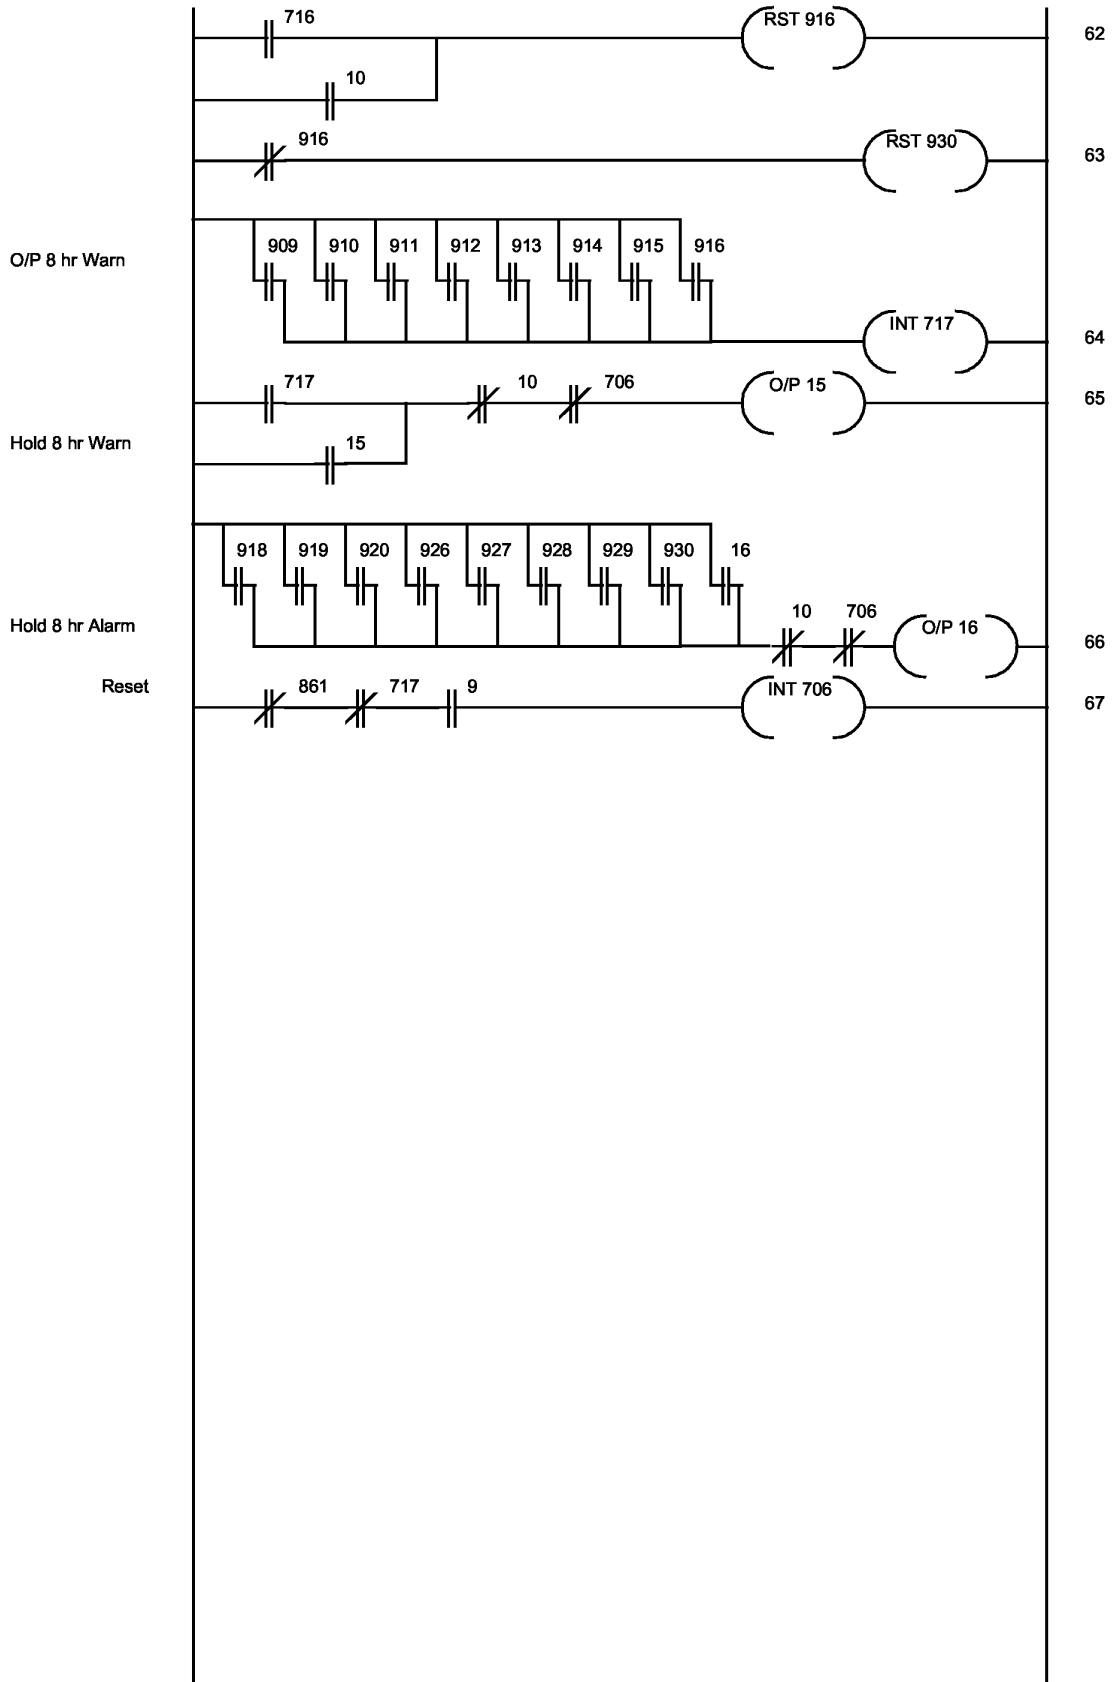 716 RST 916 62
10
916 RST 930 63
909 910 911 912 913 914 915 916
O/P 8 hr Warn
INT 717 64
717 10 706 O/P 15 65
Hold 8 hr Warn 15
918 919 920 926 927 928 929 930 16
Hold 8 hr Alarm 10 706 O/P 16 66
Reset 861 717 9 INT 706 67